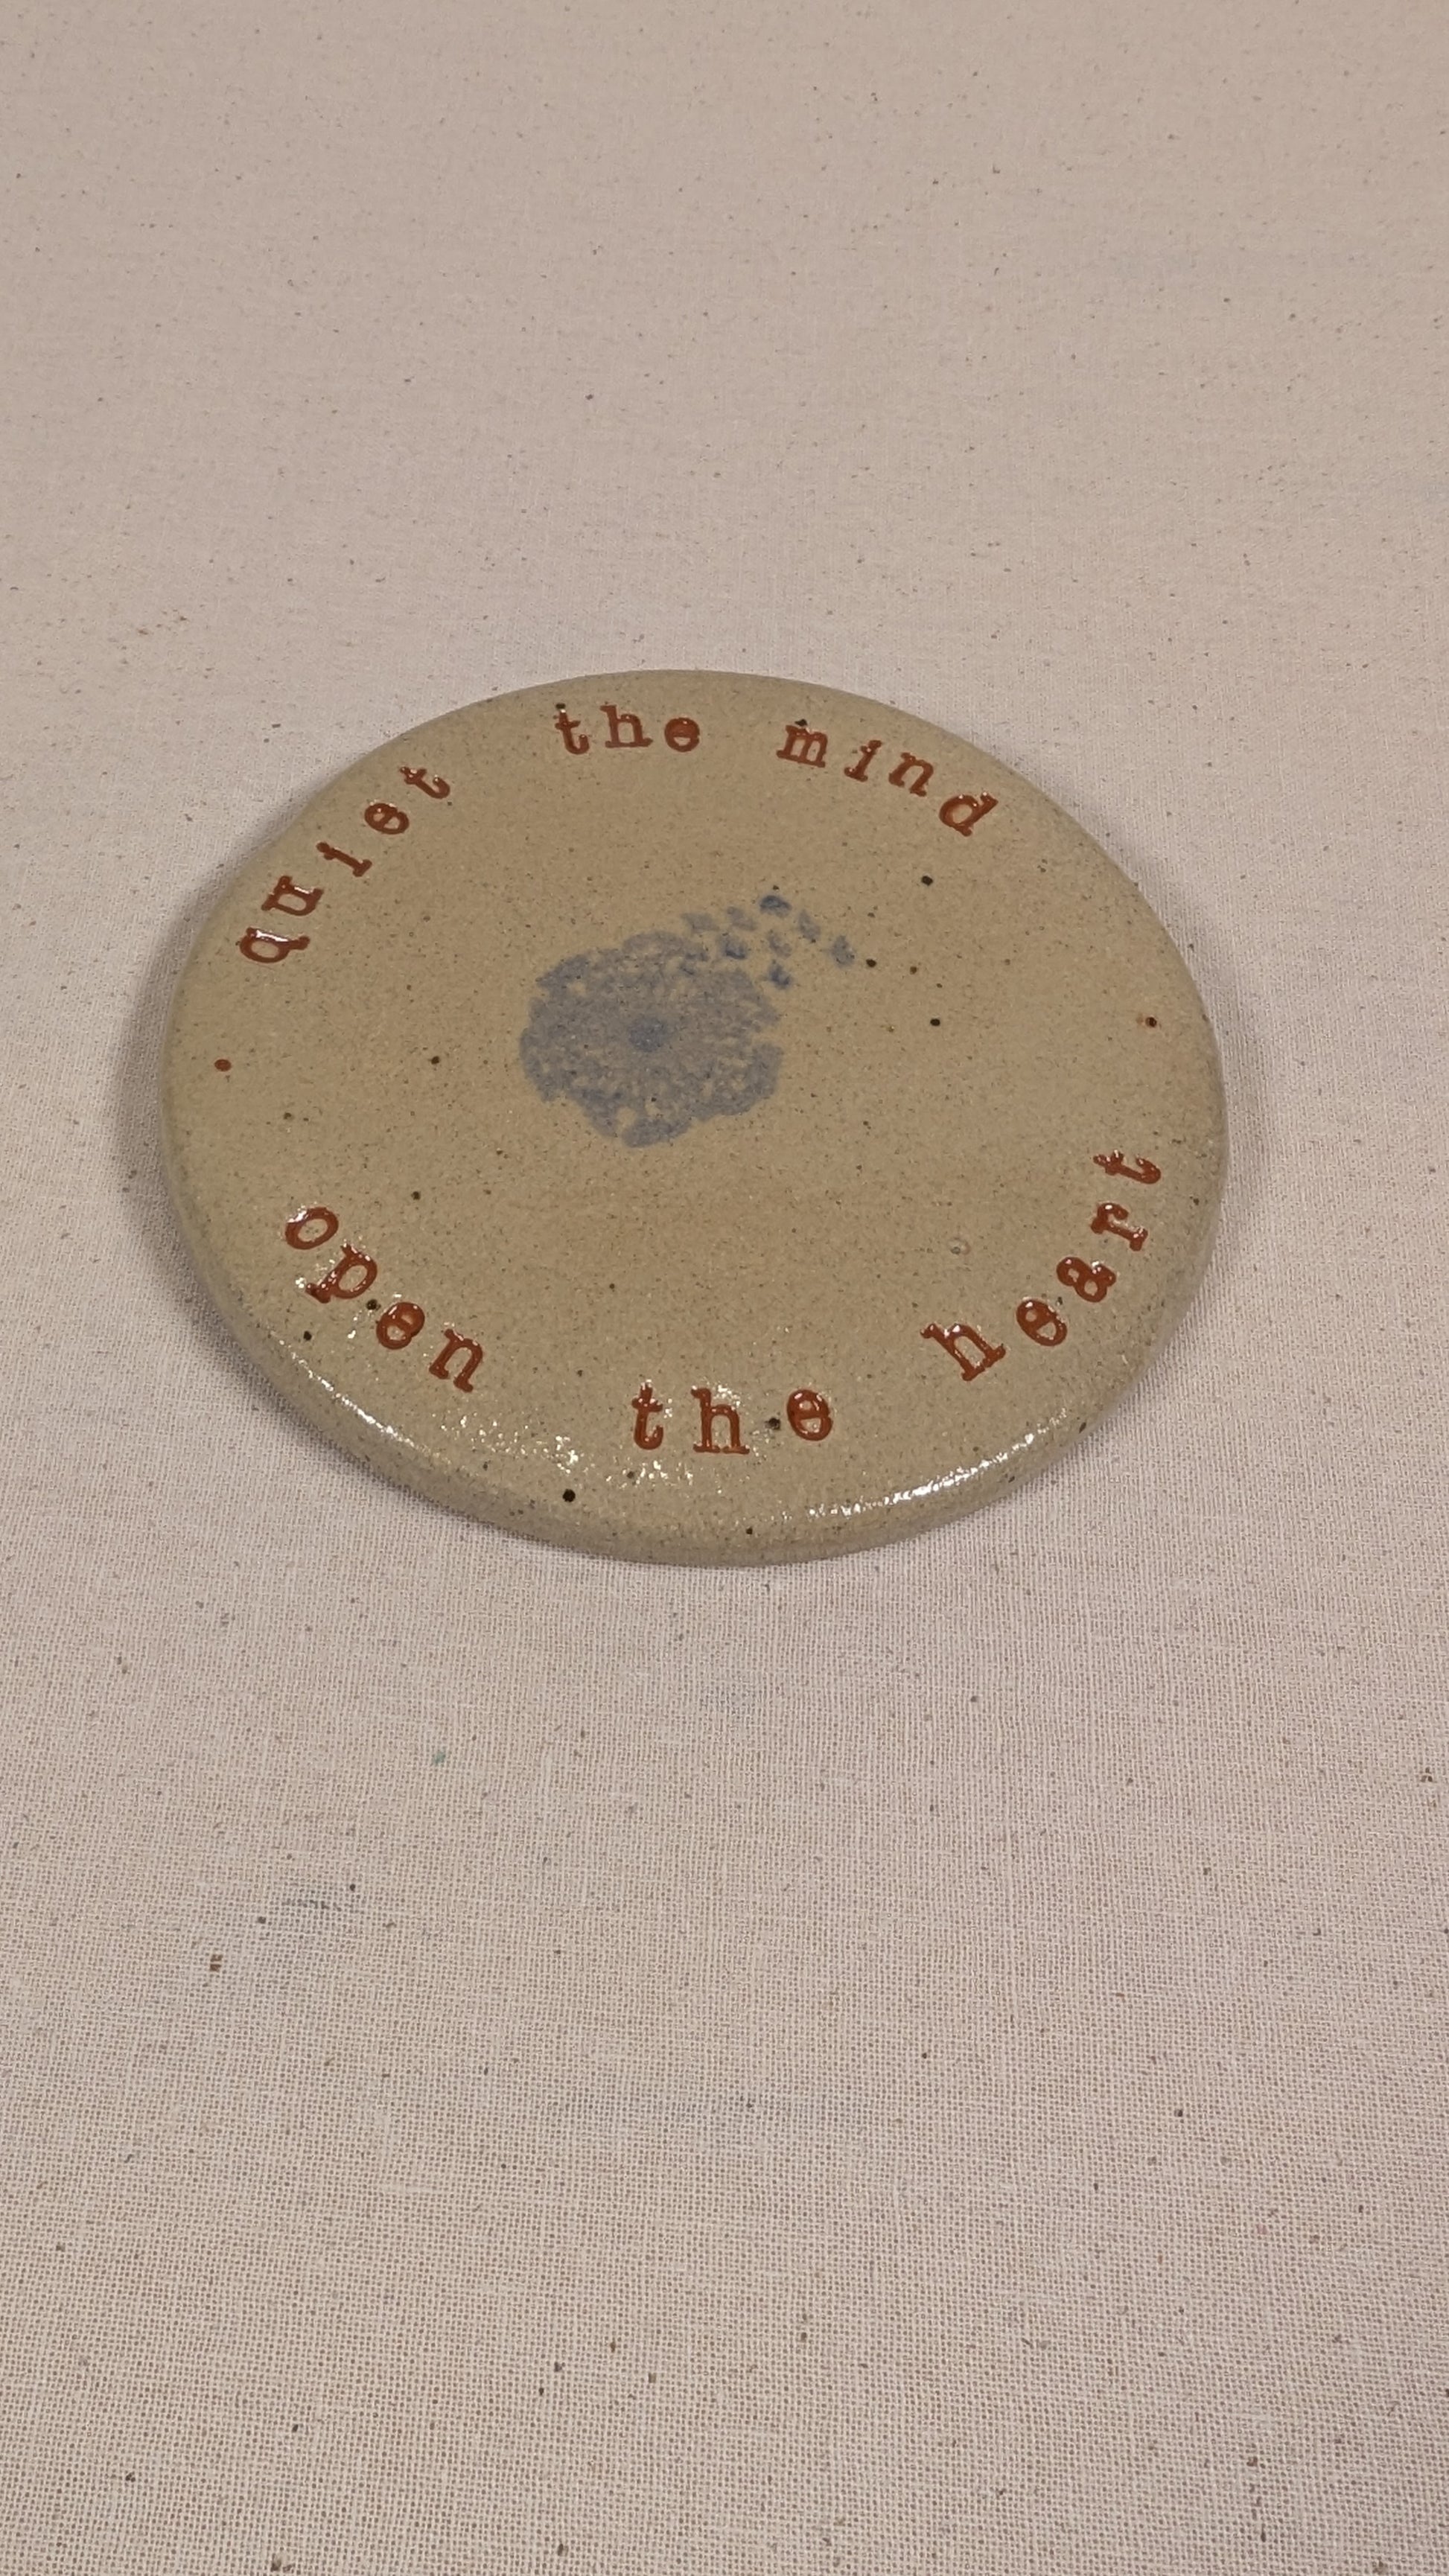 quiet the mind
open the heart